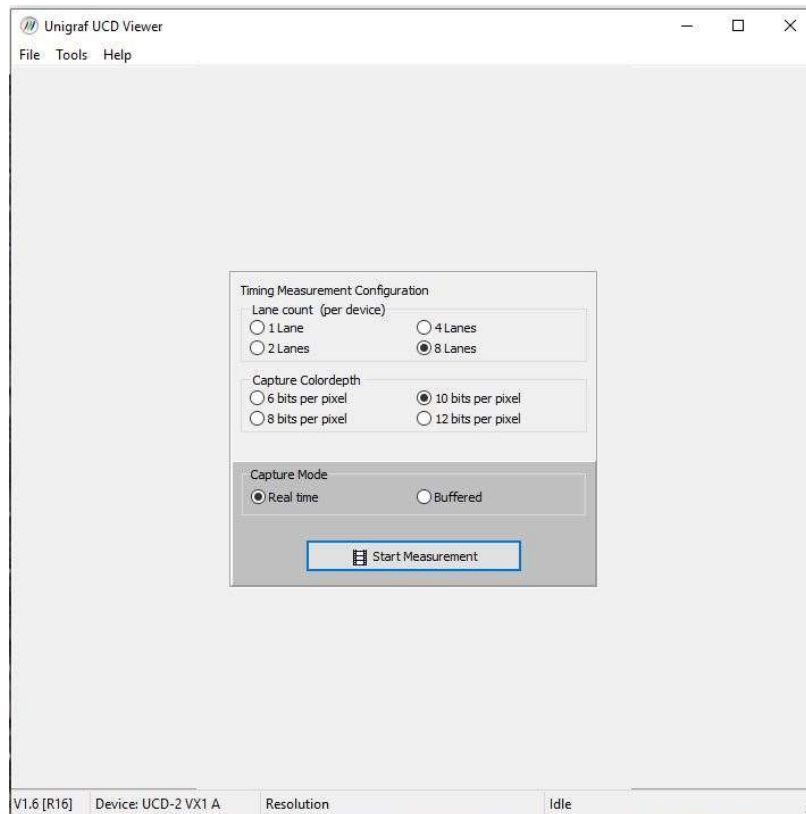 Unigraf UCD Viewer
File Tools Help
Timing Measurement Configuration
Lane count (per device)
1 Lane 4 Lanes
2 Lanes 8 Lanes
Capture Colordepth
6 bits per pixel 10 bits per pixel
8 bits per pixel 12 bits per pixel
Capture Mode
Real time Buffered
Start Measurement
V1.6 [R16] Device: UCD-2 VX1 A Resolution Idle